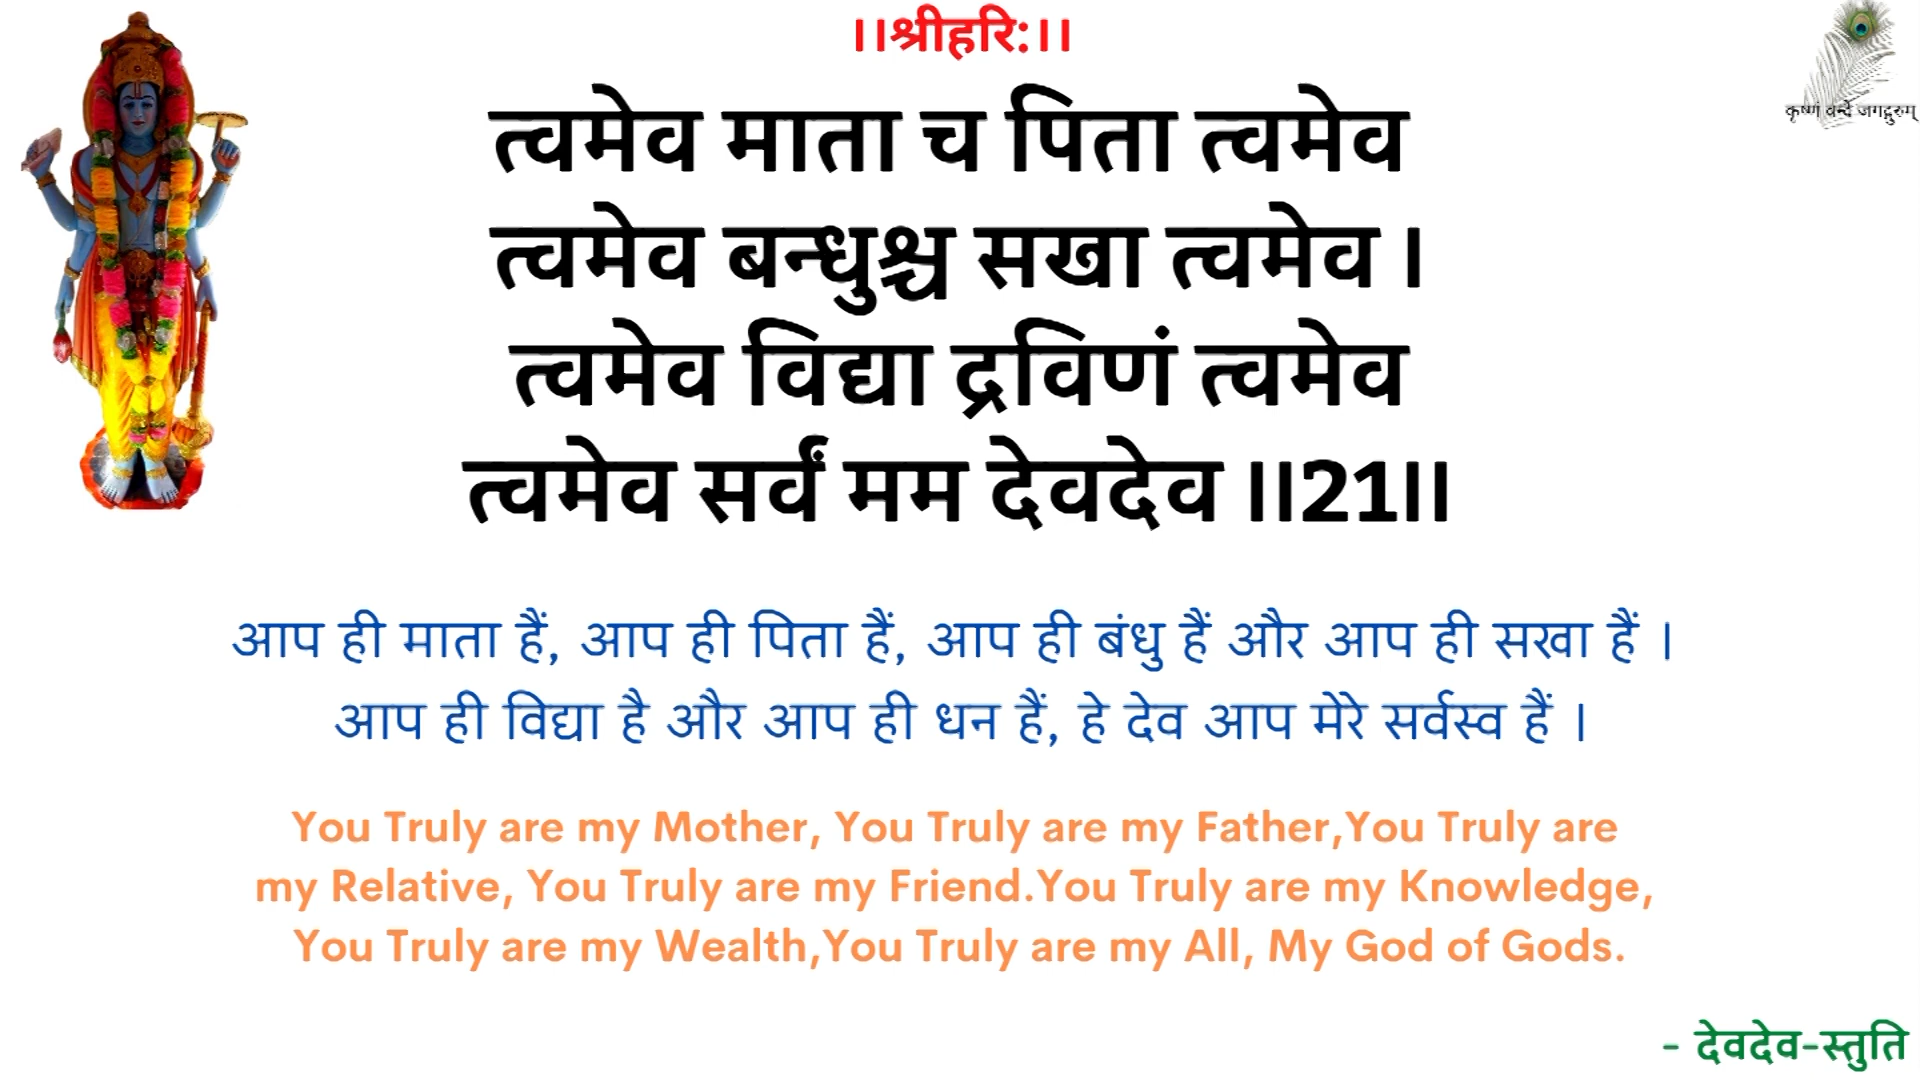 ।।श्रीहरि:।।
कृष्णं वन्दे जगद्गुरुम्
त्वमेव माता च पिता त्वमेव
त्वमेव बन्धुश्च सखा त्वमेव ।
त्वमेव विद्या द्रविणं त्वमेव
त्वमेव सर्वं मम देवदेव ।।21।।
आप ही माता हैं, आप ही पिता हैं, आप ही बंधु हैं और आप ही सखा हैं ।
आप ही विद्या है और आप ही धन हैं, हे देव आप मेरे सर्वस्व हैं ।
You Truly are my Mother, You Truly are my Father,You Truly are
my Relative, You Truly are my Friend.You Truly are my Knowledge,
You Truly are my Wealth,You Truly are my All, My God of Gods.
- देवदेव-स्तुति